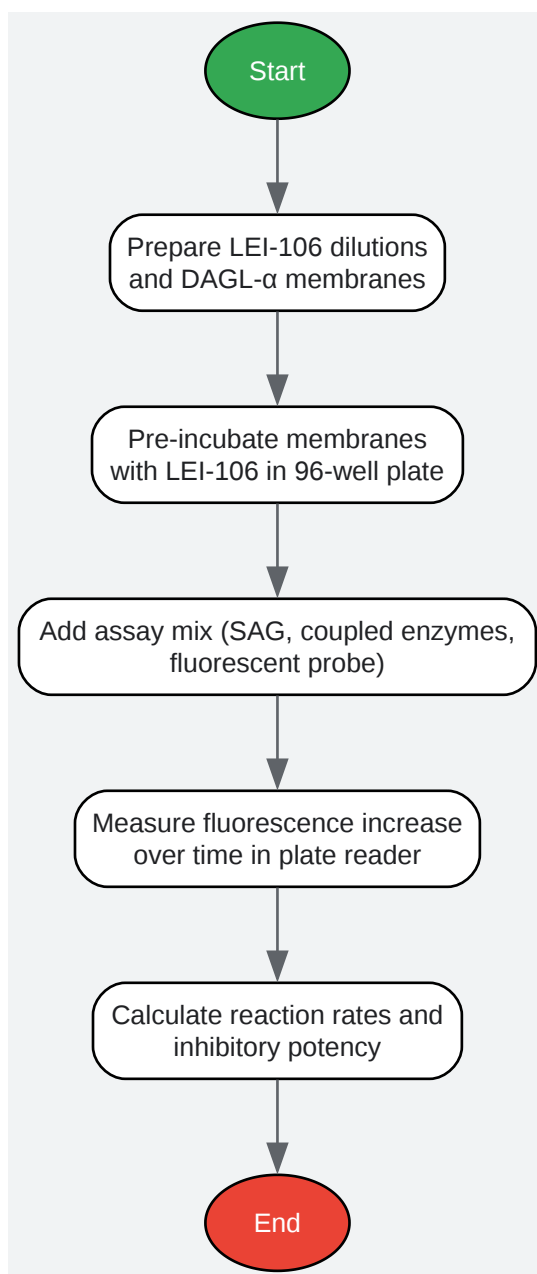 Start
Prepare LEI-106 dilutions
and DAGL-α membranes
Pre-incubate membranes
with LEI-106 in 96-well plate
Add assay mix (SAG, coupled enzymes,
fluorescent probe)
Measure fluorescence increase
over time in plate reader
Calculate reaction rates and
inhibitory potency
End